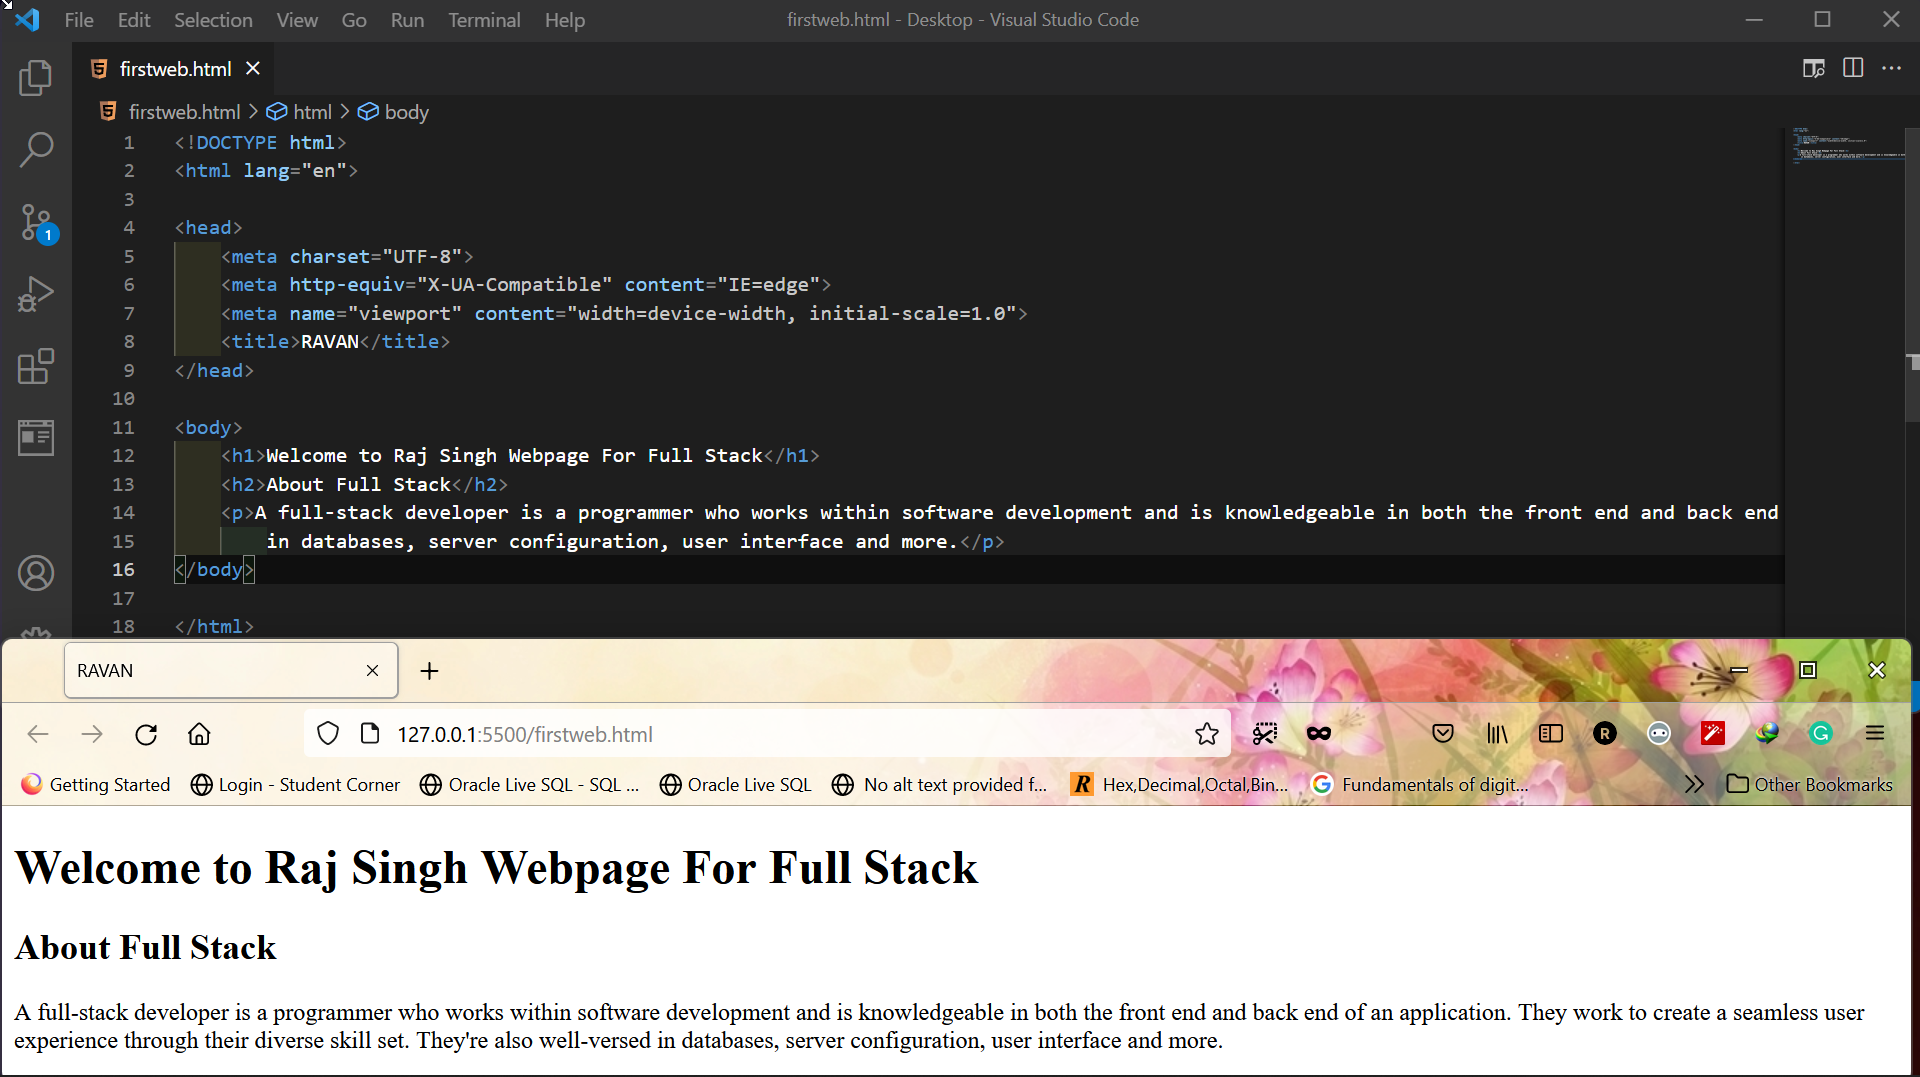 File Edit Selection View Go Run Terminal Help firstweb.html - Desktop - Visual Studio Code
firstweb.html
firstweb.html > html > body
1 <!DOCTYPE html>
2 <html lang="en">
3
4 <head>
5 <meta charset="UTF-8">
6 <meta http-equiv="X-UA-Compatible" content="IE=edge">
7 <meta name="viewport" content="width=device-width, initial-scale=1.0">
8 <title>RAVAN</title>
9 </head>
10
11 <body>
12 <h1>Welcome to Raj Singh Webpage For Full Stack</h1>
13 <h2>About Full Stack</h2>
14 <p>A full-stack developer is a programmer who works within software development and is knowledgeable in both the front end and back end
15 in databases, server configuration, user interface and more.</p>
16 </body>
17
18 </html>
1
RAVAN
127.0.0.1:5500/firstweb.html
Getting Started Login - Student Corner Oracle Live SQL - SQL ... Oracle Live SQL No alt text provided f... R Hex,Decimal,Octal,Bin... Fundamentals of digit... Other Bookmarks
Welcome to Raj Singh Webpage For Full Stack
About Full Stack
A full-stack developer is a programmer who works within software development and is knowledgeable in both the front end and back end of an application. They work to create a seamless user
experience through their diverse skill set. They're also well-versed in databases, server configuration, user interface and more.